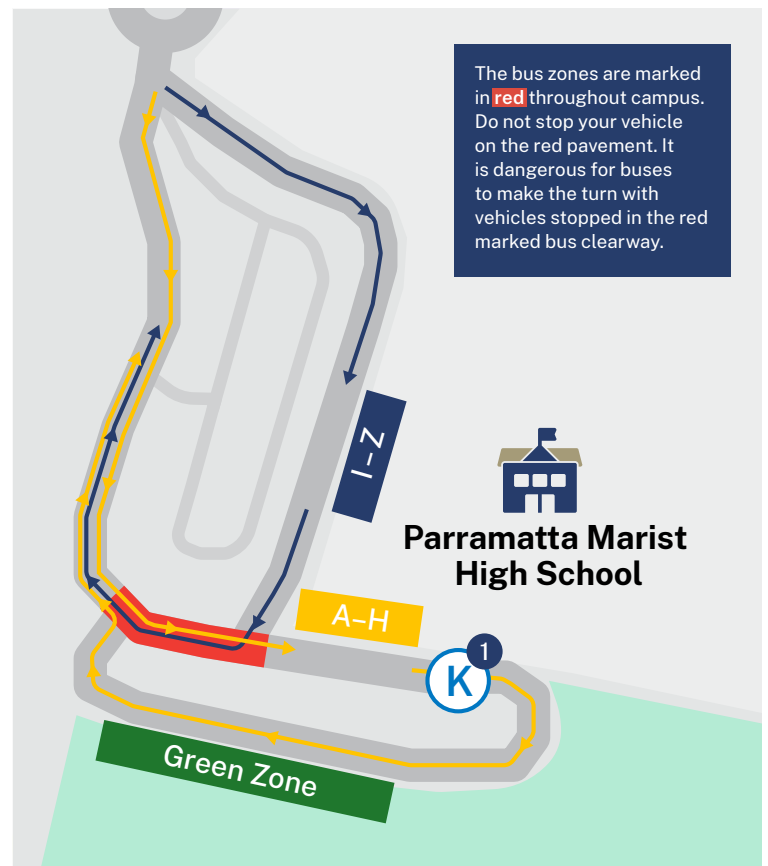 The bus zones are marked
in red throughout campus.
Do not stop your vehicle
on the red pavement. It
is dangerous for buses
to make the turn with
vehicles stopped in the red
marked bus clearway.
I–Z
Parramatta Marist
High School
A–H
1
K
Green Zone